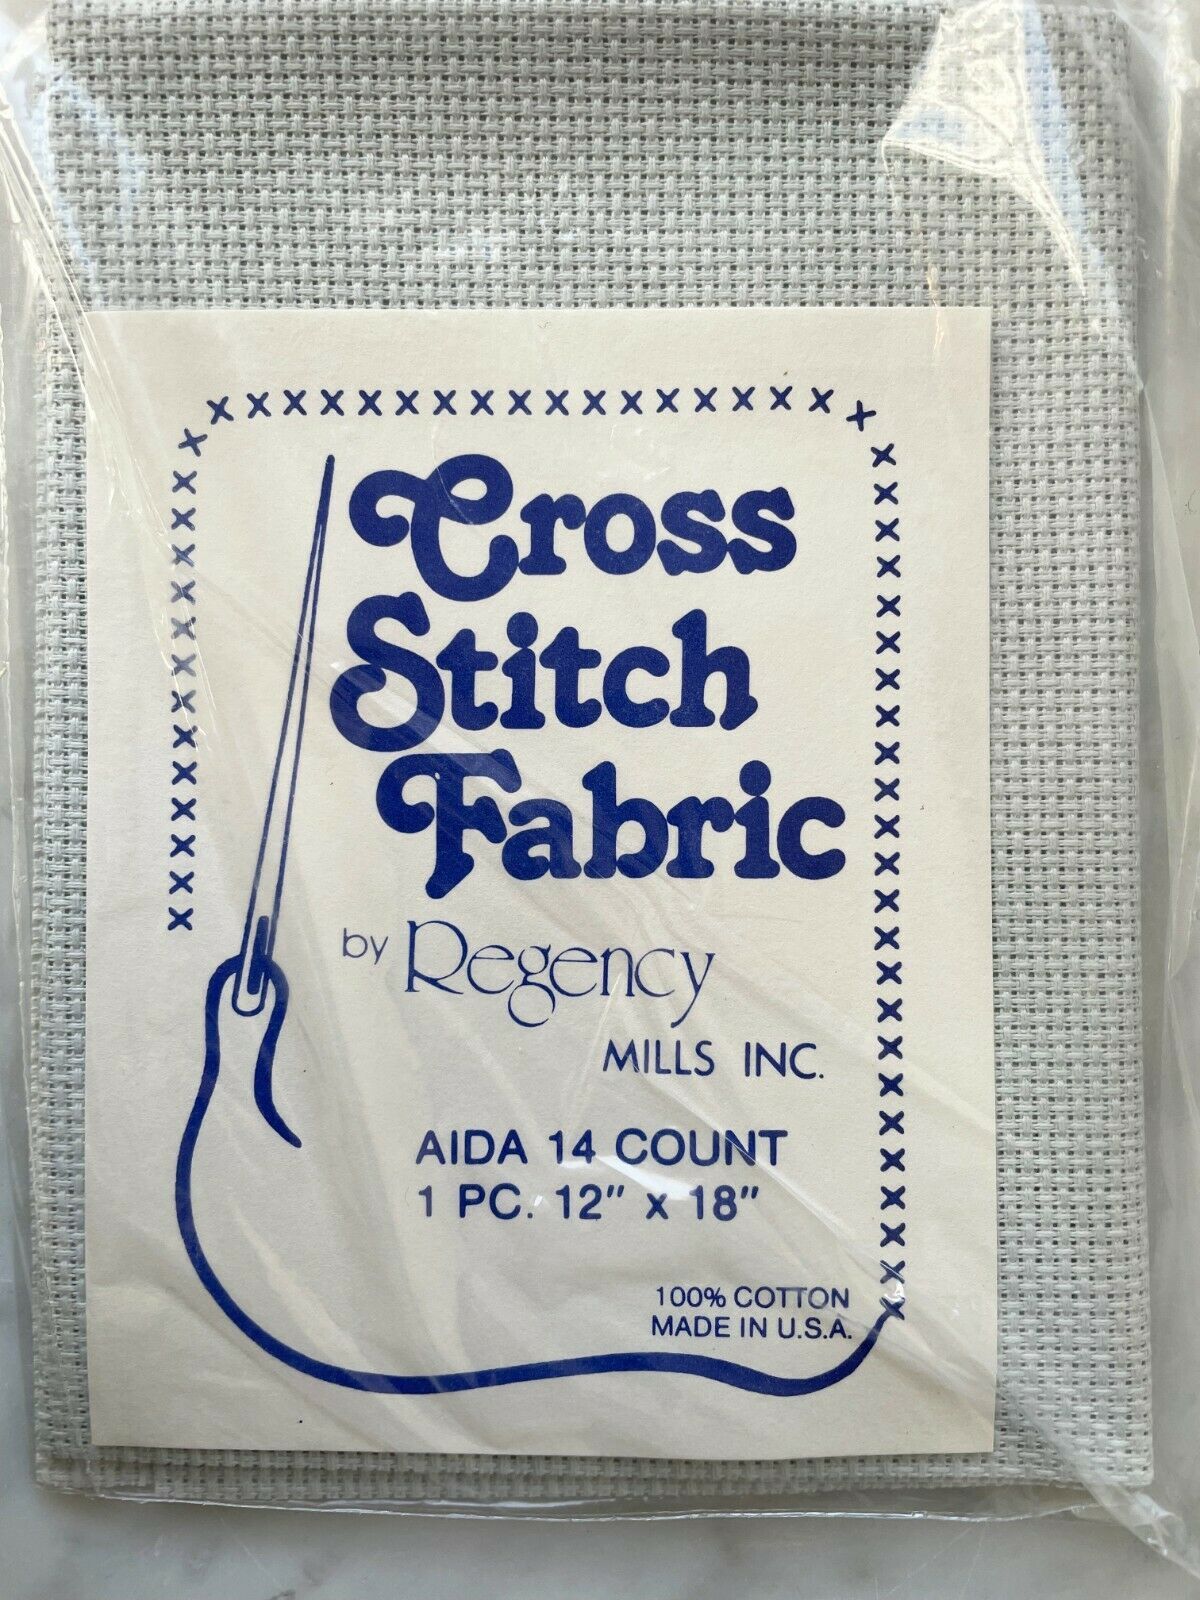 Cross
Stitch
Fabric
by Regency
MILLS INC.
AIDA 14 COUNT
1 PC. 12" x 18"
100% COTTON
MADE IN U.S.A.